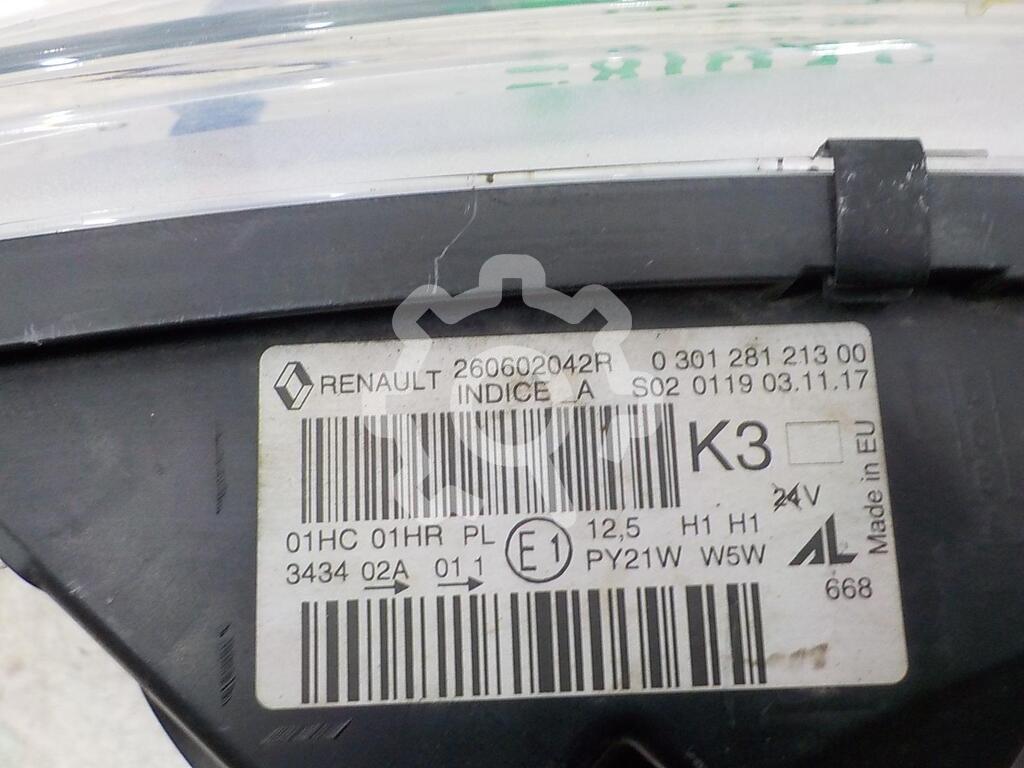 RENAULT 260602042R 0 301 281 213 00
INDICE A S02 0119 03.11.17
K3
24V
Made in EU
01HC 01HR PL E1 12,5 H1 H1
3434 02A 01 1 PY21W W5W
AL
668